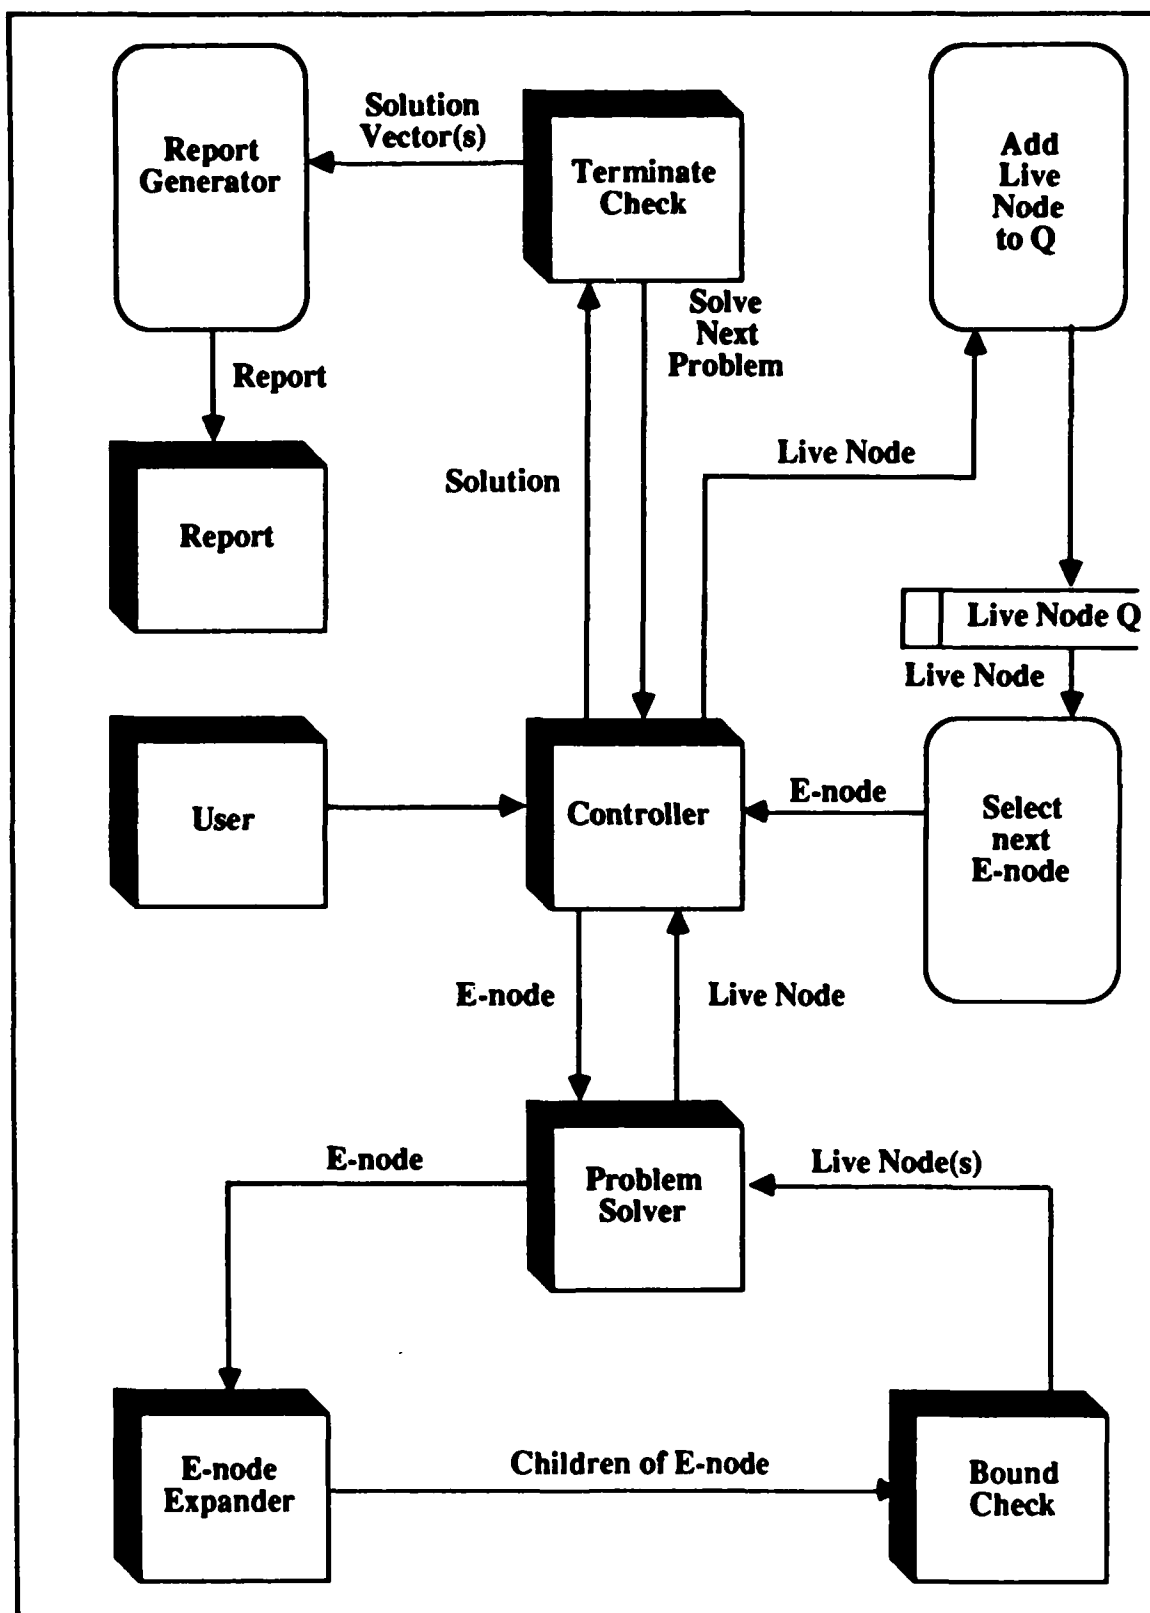 Report
Generator
Solution
Vector(s)
Terminate
Check
Add
Live
Node
to Q
Solve
Next
Problem
Report
Live Node
Solution
Report
Live Node Q
Live Node
User
Controller
E-node
Select
next
E-node
E-node
Live Node
E-node
Problem
Solver
Live Node(s)
E-node
Expander
Children of E-node
Bound
Check